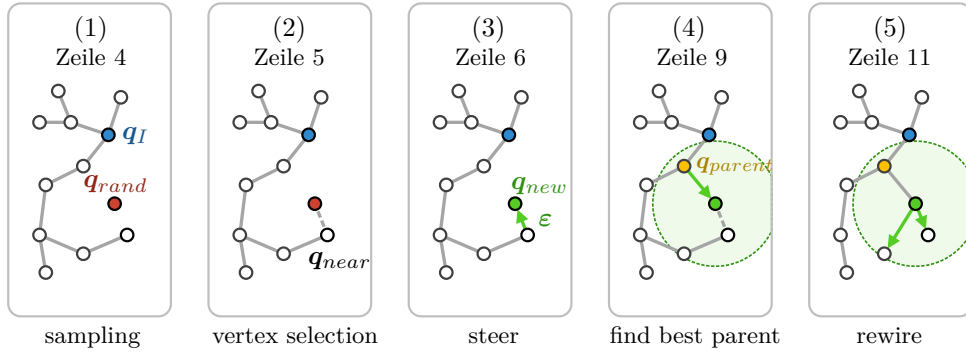 (1)
Zeile 4
q_I
q_rand
sampling
(2)
Zeile 5
q_near
vertex selection
(3)
Zeile 6
q_new
ε
steer
(4)
Zeile 9
q_parent
find best parent
(5)
Zeile 11
rewire